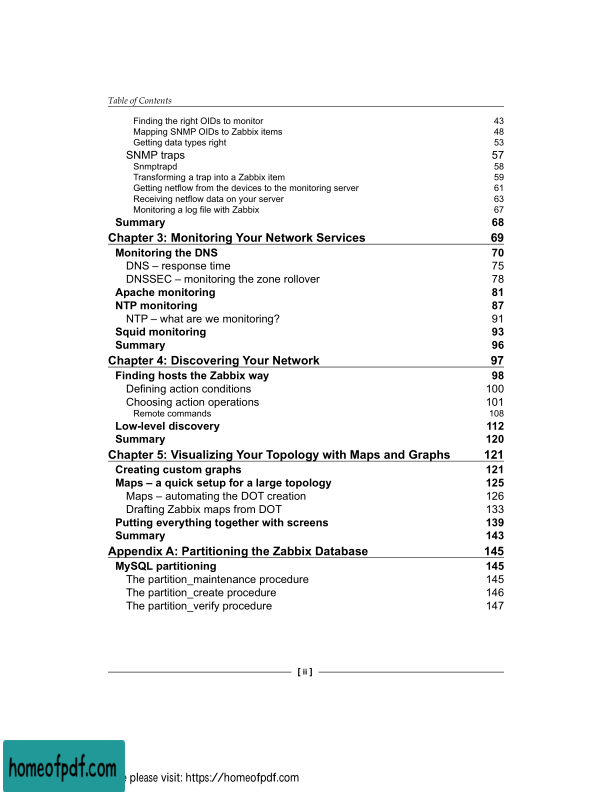 Table of Contents
Finding the right OIDs to monitor 43
Mapping SNMP OIDs to Zabbix items 48
Getting data types right 53
SNMP traps 57
Snmptrapd 58
Transforming a trap into a Zabbix item 59
Getting netflow from the devices to the monitoring server 61
Receiving netflow data on your server 63
Monitoring a log file with Zabbix 67
Summary 68
Chapter 3: Monitoring Your Network Services 69
Monitoring the DNS 70
DNS – response time 75
DNSSEC – monitoring the zone rollover 78
Apache monitoring 81
NTP monitoring 87
NTP – what are we monitoring? 91
Squid monitoring 93
Summary 96
Chapter 4: Discovering Your Network 97
Finding hosts the Zabbix way 98
Defining action conditions 100
Choosing action operations 101
Remote commands 108
Low-level discovery 112
Summary 120
Chapter 5: Visualizing Your Topology with Maps and Graphs 121
Creating custom graphs 121
Maps – a quick setup for a large topology 125
Maps – automating the DOT creation 126
Drafting Zabbix maps from DOT 133
Putting everything together with screens 139
Summary 143
Appendix A: Partitioning the Zabbix Database 145
MySQL partitioning 145
The partition_maintenance procedure 145
The partition_create procedure 146
The partition_verify procedure 147
[ ii ]
homeofpdf.com
please visit: https://homeofpdf.com